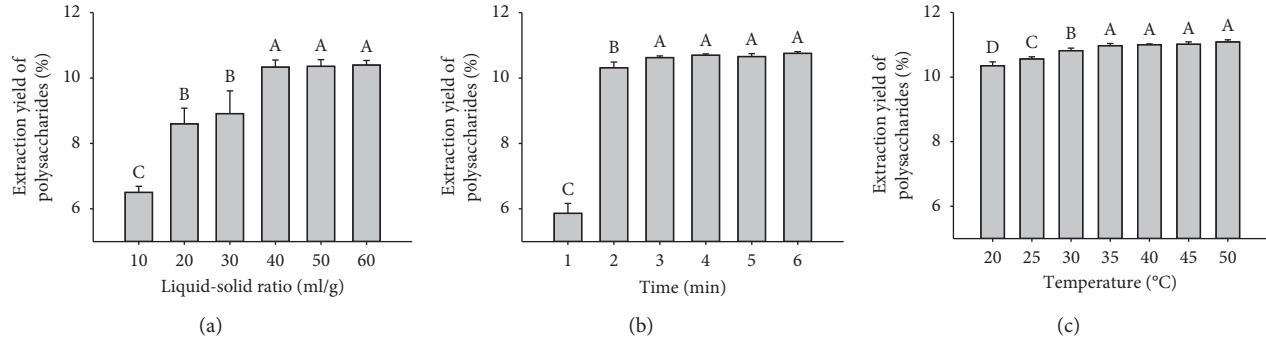 Extraction yield of
polysaccharides (%)
12
10
8
6
C
B
B
A
A
A
10 20 30 40 50 60
Liquid-solid ratio (ml/g)
(a)
Extraction yield of
polysaccharides (%)
12
10
8
6
C
B
A
A
A
A
1 2 3 4 5 6
Time (min)
(b)
Extraction yield of
polysaccharides (%)
12
10
8
6
D
C
B
A
A
A
A
20 25 30 35 40 45 50
Temperature (°C)
(c)